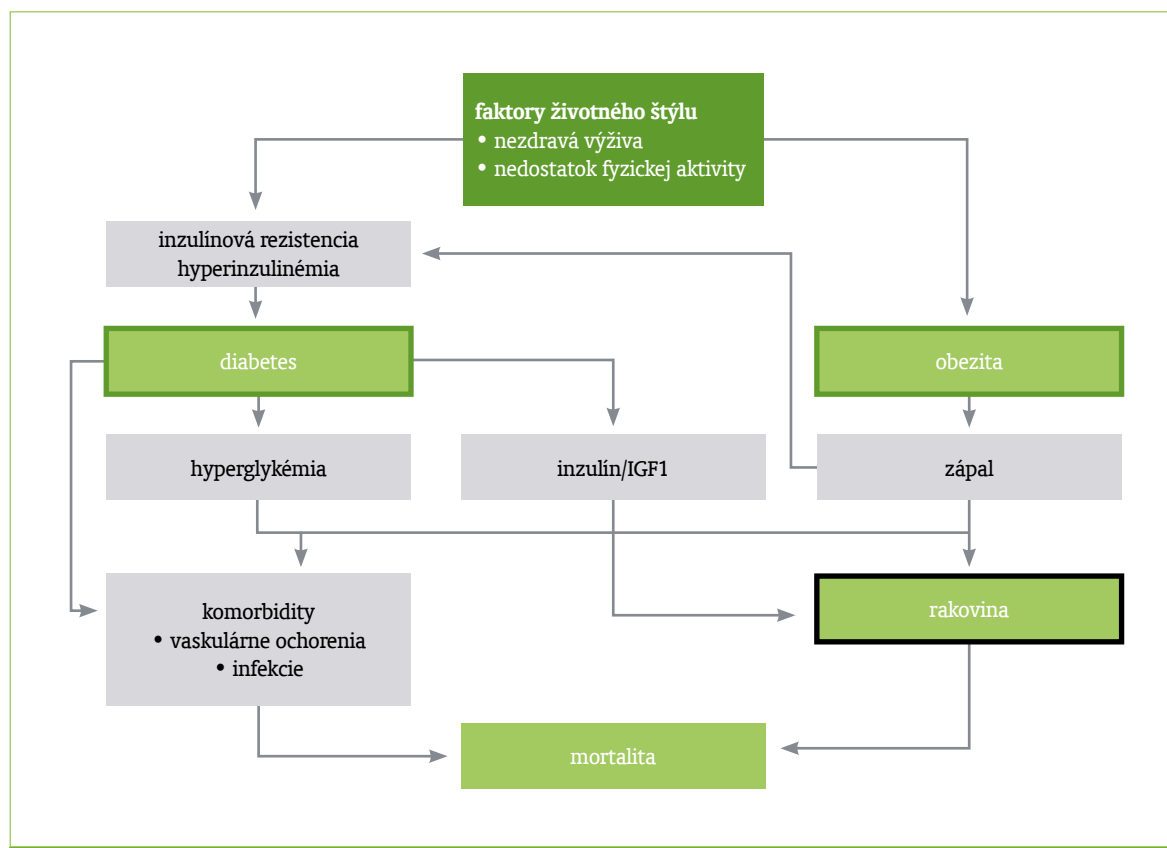 faktory životného štýlu
• nezdravá výživa
• nedostatok fyzickej aktivity
inzulínová rezistencia
hyperinzulinémia
diabetes
obezita
hyperglykémia
inzulín/IGF1
zápal
komorbidity
• vaskulárne ochorenia
• infekcie
rakovina
mortalita